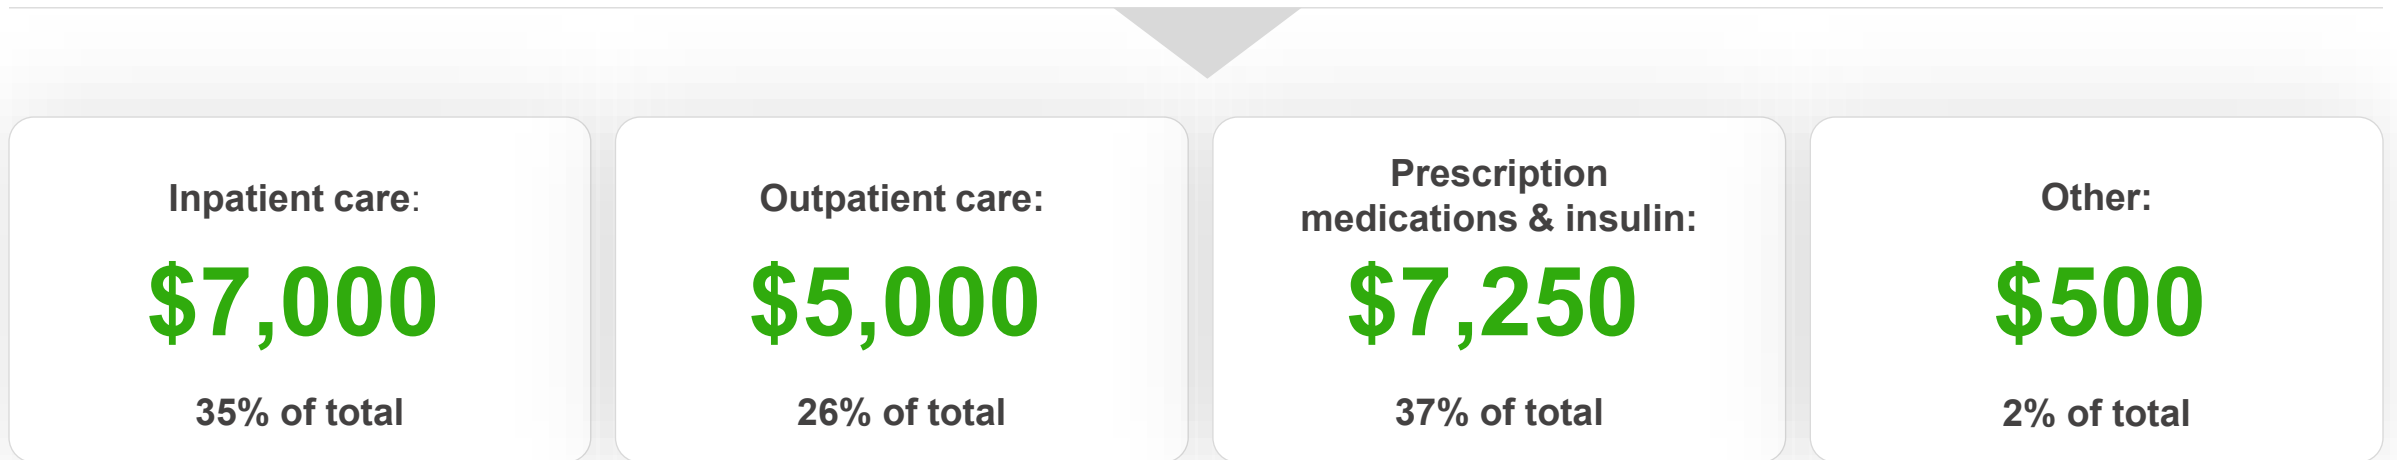 Inpatient care:
$7,000
35% of total
Outpatient care:
$5,000
26% of total
Prescription
medications & insulin:
$7,250
37% of total
Other:
$500
2% of total